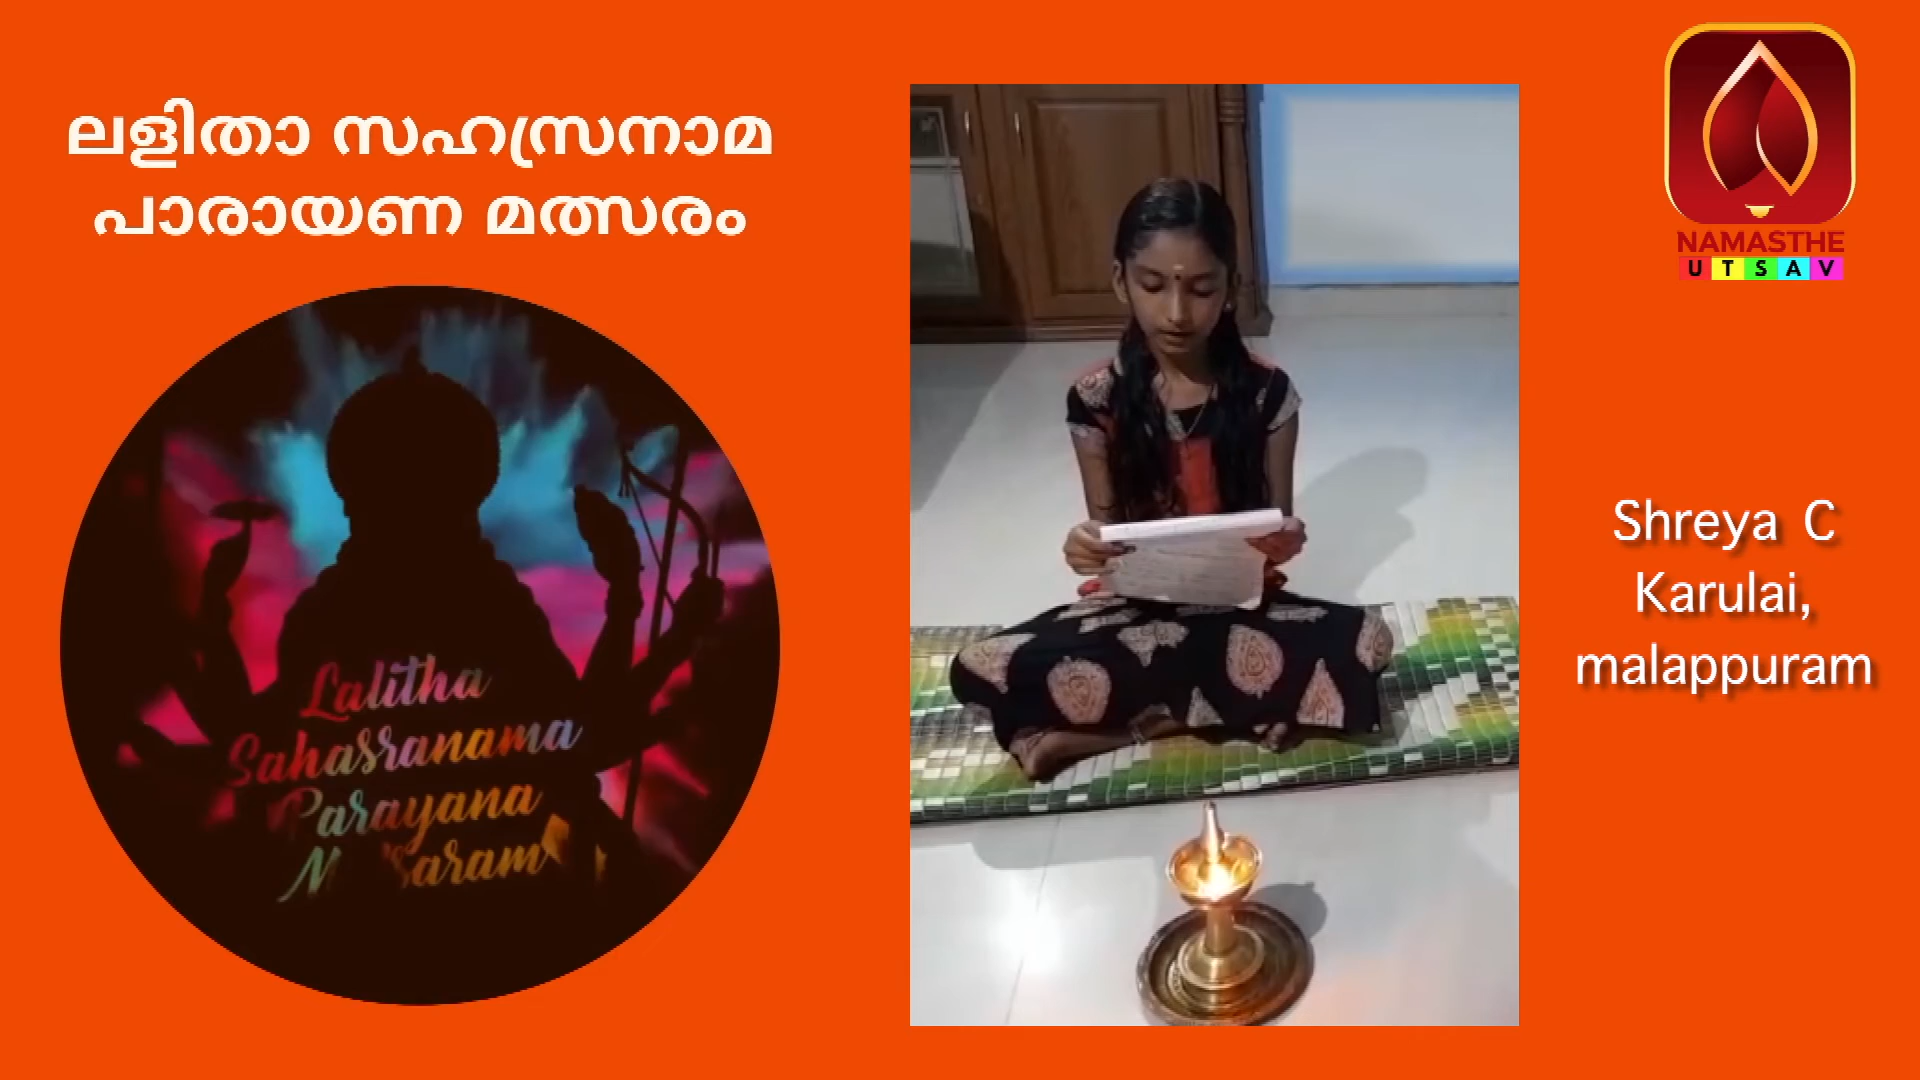 ലളിതാ സഹസ്രനാമ
പാരായണ മത്സരം
Lalitha
Sahasranama
Parayana
NAMASTHE
UTSAV
Shreya C
Karulai,
malappuram